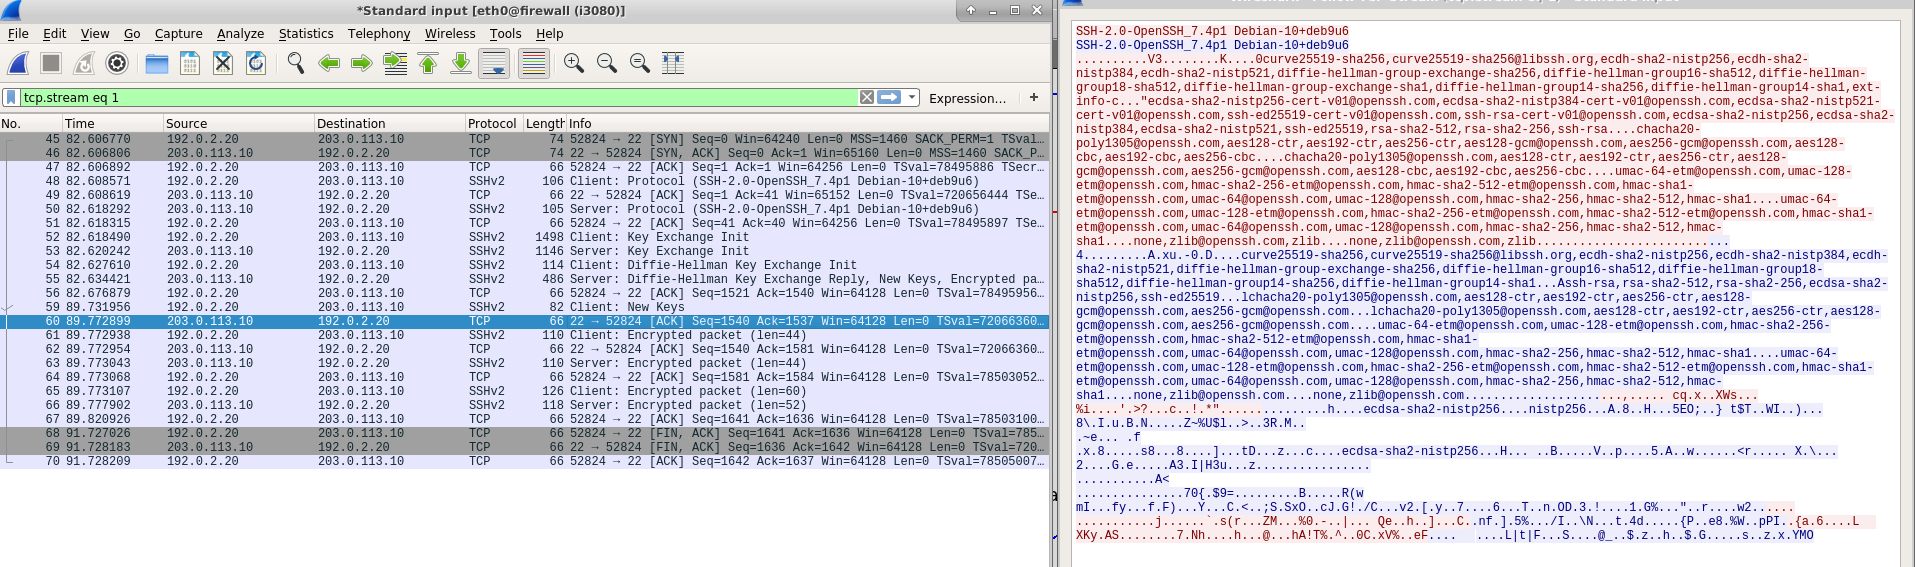 *Standard input [eth0@firewall (i3080)]
File Edit View Go Capture Analyze Statistics Telephony Wireless Tools Help
tcp.stream eq 1
Expression... +
No. Time Source Destination Protocol Length Info
45 82.606770 192.0.2.20 203.0.113.10 TCP 74 52824 → 22 [SYN] Seq=0 Win=64240 Len=0 MSS=1460 SACK_PERM=1 TSval…
46 82.606806 203.0.113.10 192.0.2.20 TCP 74 22 → 52824 [SYN, ACK] Seq=0 Ack=1 Win=65160 Len=0 MSS=1460 SACK_P…
47 82.606892 192.0.2.20 203.0.113.10 TCP 66 52824 → 22 [ACK] Seq=1 Ack=1 Win=64256 Len=0 TSval=78495886 TSecr…
48 82.608571 192.0.2.20 203.0.113.10 SSHv2 106 Client: Protocol (SSH-2.0-OpenSSH_7.4p1 Debian-10+deb9u6)
49 82.608619 203.0.113.10 192.0.2.20 TCP 66 22 → 52824 [ACK] Seq=1 Ack=41 Win=65152 Len=0 TSval=720656444 TSe…
50 82.618292 203.0.113.10 192.0.2.20 SSHv2 105 Server: Protocol (SSH-2.0-OpenSSH_7.4p1 Debian-10+deb9u6)
51 82.618315 192.0.2.20 203.0.113.10 TCP 66 52824 → 22 [ACK] Seq=41 Ack=40 Win=64256 Len=0 TSval=78495897 TSe…
52 82.618490 192.0.2.20 203.0.113.10 SSHv2 1498 Client: Key Exchange Init
53 82.620242 203.0.113.10 192.0.2.20 SSHv2 1146 Server: Key Exchange Init
54 82.627610 192.0.2.20 203.0.113.10 SSHv2 114 Client: Diffie-Hellman Key Exchange Init
55 82.634421 203.0.113.10 192.0.2.20 SSHv2 486 Server: Diffie-Hellman Key Exchange Reply, New Keys, Encrypted pa…
56 82.676879 192.0.2.20 203.0.113.10 TCP 66 52824 → 22 [ACK] Seq=1521 Ack=1540 Win=64128 Len=0 TSval=78495956…
59 89.731956 192.0.2.20 203.0.113.10 SSHv2 82 Client: New Keys
60 89.772899 203.0.113.10 192.0.2.20 TCP 66 22 → 52824 [ACK] Seq=1540 Ack=1537 Win=64128 Len=0 TSval=72066360…
61 89.772938 192.0.2.20 203.0.113.10 SSHv2 110 Client: Encrypted packet (len=44)
62 89.772954 203.0.113.10 192.0.2.20 TCP 66 22 → 52824 [ACK] Seq=1540 Ack=1581 Win=64128 Len=0 TSval=72066360…
63 89.773043 203.0.113.10 192.0.2.20 SSHv2 110 Server: Encrypted packet (len=44)
64 89.773068 192.0.2.20 203.0.113.10 TCP 66 52824 → 22 [ACK] Seq=1581 Ack=1584 Win=64128 Len=0 TSval=78503052…
65 89.773107 192.0.2.20 203.0.113.10 SSHv2 126 Client: Encrypted packet (len=60)
66 89.777902 203.0.113.10 192.0.2.20 SSHv2 118 Server: Encrypted packet (len=52)
67 89.820926 192.0.2.20 203.0.113.10 TCP 66 52824 → 22 [ACK] Seq=1641 Ack=1636 Win=64128 Len=0 TSval=78503100…
68 91.727026 192.0.2.20 203.0.113.10 TCP 66 52824 → 22 [FIN, ACK] Seq=1641 Ack=1636 Win=64128 Len=0 TSval=785…
69 91.728183 203.0.113.10 192.0.2.20 TCP 66 22 → 52824 [FIN, ACK] Seq=1636 Ack=1642 Win=64128 Len=0 TSval=720…
70 91.728209 192.0.2.20 203.0.113.10 TCP 66 52824 → 22 [ACK] Seq=1642 Ack=1637 Win=64128 Len=0 TSval=78505007…
SSH-2.0-OpenSSH_7.4p1 Debian-10+deb9u6
SSH-2.0-OpenSSH_7.4p1 Debian-10+deb9u6
..........V3........K....0curve25519-sha256,curve25519-sha256@libssh.org,ecdh-sha2-nistp256,ecdh-sha2-
nistp384,ecdh-sha2-nistp521,diffie-hellman-group-exchange-sha256,diffie-hellman-group16-sha512,diffie-hellman-
group18-sha512,diffie-hellman-group-exchange-sha1,diffie-hellman-group14-sha256,diffie-hellman-group14-sha1,ext-
info-c..."ecdsa-sha2-nistp256-cert-v01@openssh.com,ecdsa-sha2-nistp384-cert-v01@openssh.com,ecdsa-sha2-nistp521-
cert-v01@openssh.com,ssh-ed25519-cert-v01@openssh.com,ssh-rsa-cert-v01@openssh.com,ecdsa-sha2-nistp256,ecdsa-sha2-
nistp384,ecdsa-sha2-nistp521,ssh-ed25519,rsa-sha2-512,rsa-sha2-256,ssh-rsa....chacha20-
poly1305@openssh.com,aes128-ctr,aes192-ctr,aes256-ctr,aes128-gcm@openssh.com,aes256-gcm@openssh.com,aes128-
cbc,aes192-cbc,aes256-cbc....chacha20-poly1305@openssh.com,aes128-ctr,aes192-ctr,aes256-ctr,aes128-
gcm@openssh.com,aes256-gcm@openssh.com,aes128-cbc,aes192-cbc,aes256-cbc....umac-64-etm@openssh.com,umac-128-
etm@openssh.com,hmac-sha2-256-etm@openssh.com,hmac-sha2-512-etm@openssh.com,hmac-sha1-
etm@openssh.com,umac-64@openssh.com,umac-128@openssh.com,hmac-sha2-256,hmac-sha2-512,hmac-sha1....umac-64-
etm@openssh.com,umac-128-etm@openssh.com,hmac-sha2-256-etm@openssh.com,hmac-sha2-512-etm@openssh.com,hmac-sha1-
etm@openssh.com,umac-64@openssh.com,umac-128@openssh.com,hmac-sha2-256,hmac-sha2-512,hmac-
sha1....none,zlib@openssh.com,zlib....none,zlib@openssh.com,zlib...........................
4.........A.xu.-0.D....curve25519-sha256,curve25519-sha256@libssh.org,ecdh-sha2-nistp256,ecdh-sha2-nistp384,ecdh-
sha2-nistp521,diffie-hellman-group-exchange-sha256,diffie-hellman-group16-sha512,diffie-hellman-group18-
sha512,diffie-hellman-group14-sha256,diffie-hellman-group14-sha1...Assh-rsa,rsa-sha2-512,rsa-sha2-256,ecdsa-sha2-
nistp256,ssh-ed25519...lchacha20-poly1305@openssh.com,aes128-ctr,aes192-ctr,aes256-ctr,aes128-
gcm@openssh.com,aes256-gcm@openssh.com...lchacha20-poly1305@openssh.com,aes128-ctr,aes192-ctr,aes256-ctr,aes128-
gcm@openssh.com,aes256-gcm@openssh.com....umac-64-etm@openssh.com,umac-128-etm@openssh.com,hmac-sha2-256-
etm@openssh.com,hmac-sha2-512-etm@openssh.com,hmac-sha1-
etm@openssh.com,umac-64@openssh.com,umac-128@openssh.com,hmac-sha2-256,hmac-sha2-512,hmac-sha1....umac-64-
etm@openssh.com,umac-128-etm@openssh.com,hmac-sha2-256-etm@openssh.com,hmac-sha2-512-etm@openssh.com,hmac-sha1-
etm@openssh.com,umac-64@openssh.com,umac-128@openssh.com,hmac-sha2-256,hmac-sha2-512,hmac-
sha1....none,zlib@openssh.com....none,zlib@openssh.com........................,..... cq.x..XWs...
%i....'.>?...c..!.*"...............h....ecdsa-sha2-nistp256....nistp256...A.8..H...5EO;..} t$T..WI..)...
8\.I.u.B.N.....Z~%U$l..>..3R.M..
.~e... .f
.x.8.....s8...8....]...tD...z...c....ecdsa-sha2-nistp256...H.....B.....V..p....5.A..w......<r..... X.\...
2....G.e.....A3.I|H3u...z................
...........A<
...............70{.$9=.........B.....R(w
mI...fy...f.F)...Y...C.<..;S.SxO..cJ.G!./C...v2.[.y..7....6...T..n.OD.3.!....1.G%..."..r....w2......
...........j......`.s(r...ZM...%0.-..|... Qe..h..]...C..nf.].5%.../I..\N...t.4d.....{P..e8.%W..pPI..{a.6....L
XKy.AS........7.Nh....h...@...hA!T%.^..0C.xV%..eF.... ....L|t|F...S....@_..$.z..h..$.G.....s..z.x.YMO